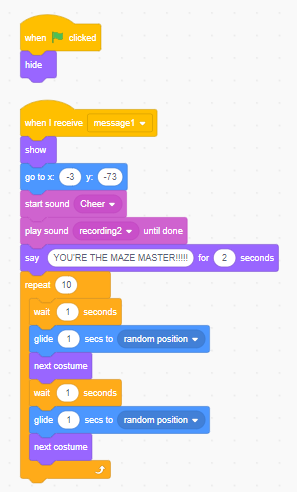 when clicked
hide
when I receive message1
show
go to x: -3 y: -73
start sound Cheer
play sound recording2 until done
say YOU'RE THE MAZE MASTER!!!!! for 2 seconds
repeat 10
wait 1 seconds
glide 1 secs to random position
next costume
wait 1 seconds
glide 1 secs to random position
next costume